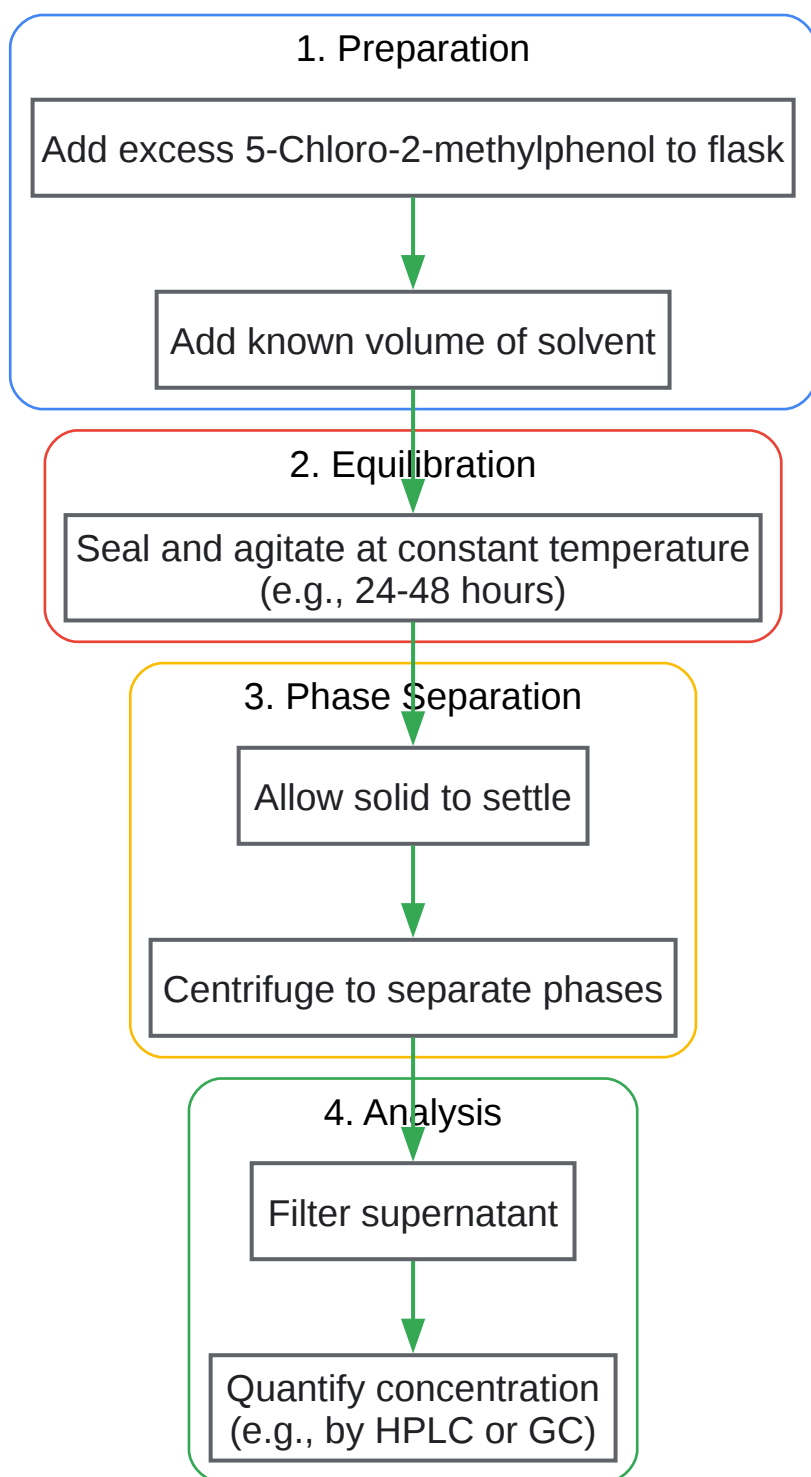 1. Preparation
Add excess 5-Chloro-2-methylphenol to flask
Add known volume of solvent
2. Equilibration
Seal and agitate at constant temperature
(e.g., 24-48 hours)
3. Phase Separation
Allow solid to settle
Centrifuge to separate phases
4. Analysis
Filter supernatant
Quantify concentration
(e.g., by HPLC or GC)